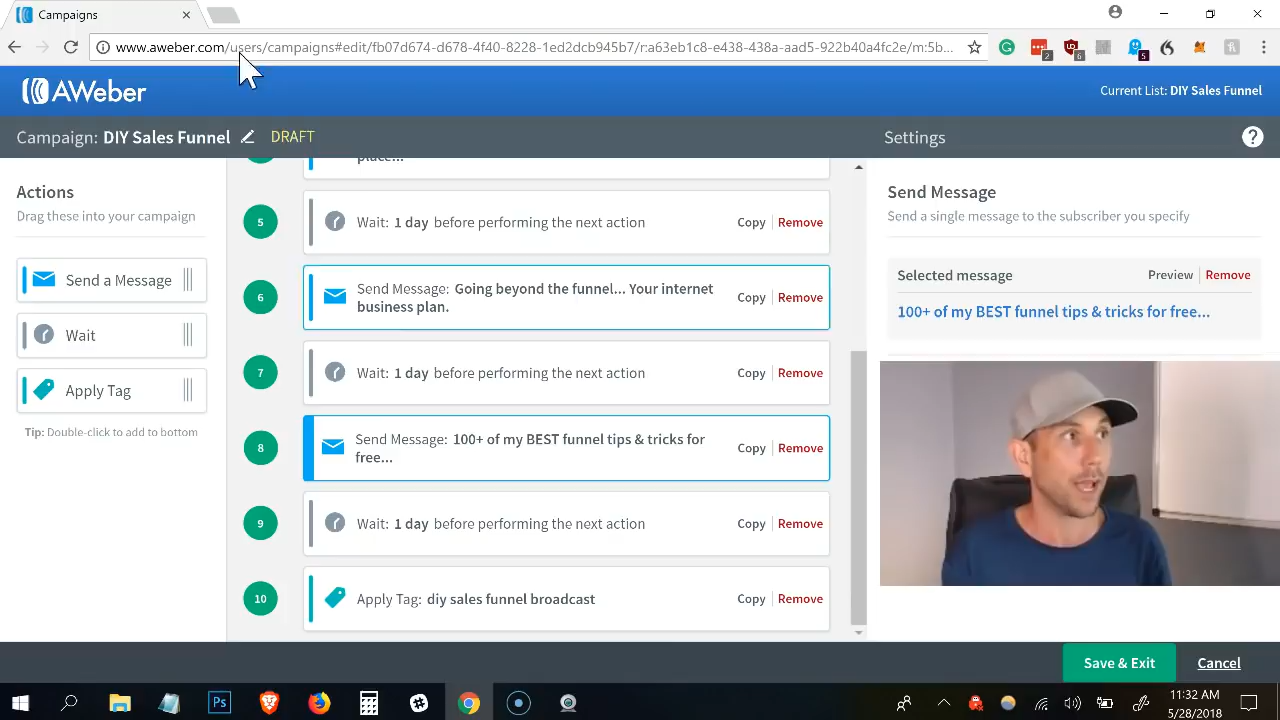 Campaigns
www.aweber.com/users/campaigns#edit/fb07d674-d678-4f40-8228-1ed2dcb945b7/r:a63eb1c8-e438-438a-aad5-922b40a4fc2e/m:5b...
2
6
5
AWeber
Current List: DIY Sales Funnel
Campaign: DIY Sales Funnel
DRAFT
Settings
?
Actions
Drag these into your campaign
Send a Message
Wait
Apply Tag
Tip: Double-click to add to bottom
place...
5
Wait: 1 day before performing the next action
Copy
Remove
6
Send Message: Going beyond the funnel... Your internet
business plan.
Copy
Remove
7
Wait: 1 day before performing the next action
Copy
Remove
8
Send Message: 100+ of my BEST funnel tips & tricks for
free...
Copy
Remove
9
Wait: 1 day before performing the next action
Copy
Remove
10
Apply Tag: diy sales funnel broadcast
Copy
Remove
Send Message
Send a single message to the subscriber you specify
Selected message
Preview
Remove
100+ of my BEST funnel tips & tricks for free...
Save & Exit
Cancel
Ps
11:32 AM
5/28/2018